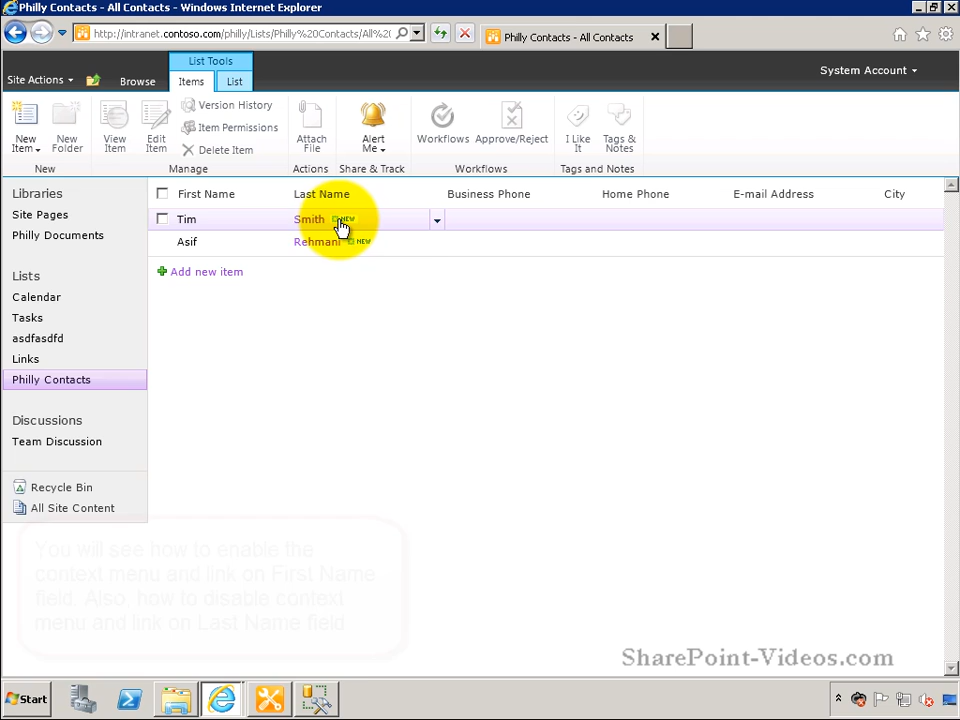 Philly Contacts - All Contacts - Windows Internet Explorer
http://intranet.contoso.com/philly/Lists/Philly%20Contacts/All%2(
Philly Contacts - All Contacts
Site Actions
Browse
List Tools
Items
List
System Account
New Item
New Folder
View Item
Edit Item
Version History
Item Permissions
Delete Item
Attach File
Alert Me
Workflows
Approve/Reject
I Like It
Tags & Notes
New
Manage
Actions
Share & Track
Workflows
Tags and Notes
Libraries
Site Pages
Philly Documents
Lists
Calendar
Tasks
asdfasdfd
Links
Philly Contacts
Discussions
Team Discussion
Recycle Bin
All Site Content
First Name Last Name Business Phone Home Phone E-mail Address City
Tim Smith NEW
Asif Rehmani NEW
Add new item
You will see how to enable the
context menu and link on First Name
field. Also, how to disable context
menu and link on Last Name field
SharePoint-Videos.com
Start